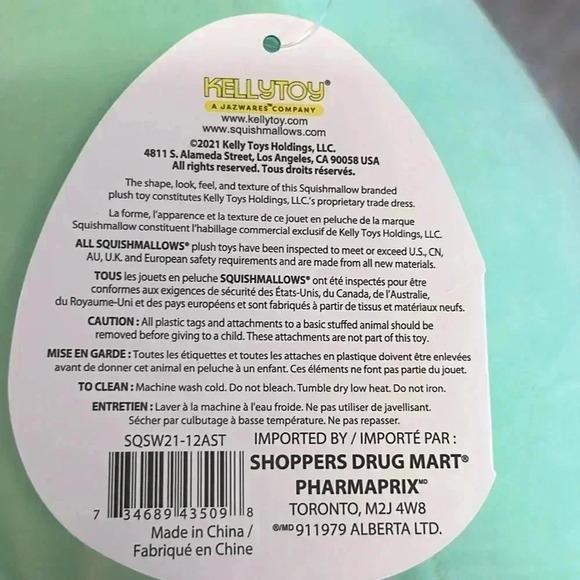 KELLYTOY®
A JAZWARES™ COMPANY
www.kellytoy.com
www.squishmallows.com
©2021 Kelly Toys Holdings, LLC.
4811 S. Alameda Street, Los Angeles, CA 90058 USA
All rights reserved. Tous droits réservés.
The shape, look, feel, and texture of this Squishmallow branded
plush toy constitutes Kelly Toys Holdings, LLC.'s proprietary trade dress.
La forme, l'apparence et la texture de ce jouet en peluche de la marque
Squishmallow constituent l'habillage commercial exclusif de Kelly Toys Holdings, LLC.
ALL SQUISHMALLOWS® plush toys have been inspected to meet or exceed U.S., CN,
AU, U.K. and European safety requirements and are made from all new materials.
TOUS les jouets en peluche SQUISHMALLOWS® ont été inspectés pour être
conformes aux exigences de sécurité des États-Unis, du Canada, de l'Australie,
du Royaume-Uni et des pays européens et sont fabriqués à partir de tissus et matériaux neufs.
CAUTION : All plastic tags and attachments to a basic stuffed animal should be
removed before giving to a child. These attachments are not part of this toy.
MISE EN GARDE : Toutes les étiquettes et toutes les attaches en plastique doivent être enlevées
avant de donner cet animal en peluche à un enfant. Ces éléments ne font pas partie du jouet.
TO CLEAN : Machine wash cold. Do not bleach. Tumble dry low heat. Do not iron.
ENTRETIEN : Laver à la machine à l'eau froide. Ne pas utiliser de javellisant.
Sécher par culbutage à basse température. Ne pas repasser.
SQSW21-12AST
7 34689 43509 8
Made in China /
Fabriqué en Chine
IMPORTED BY / IMPORTÉ PAR :
SHOPPERS DRUG MART®
PHARMAPRIX MD
TORONTO, M2J 4W8
®/MD 911979 ALBERTA LTD.